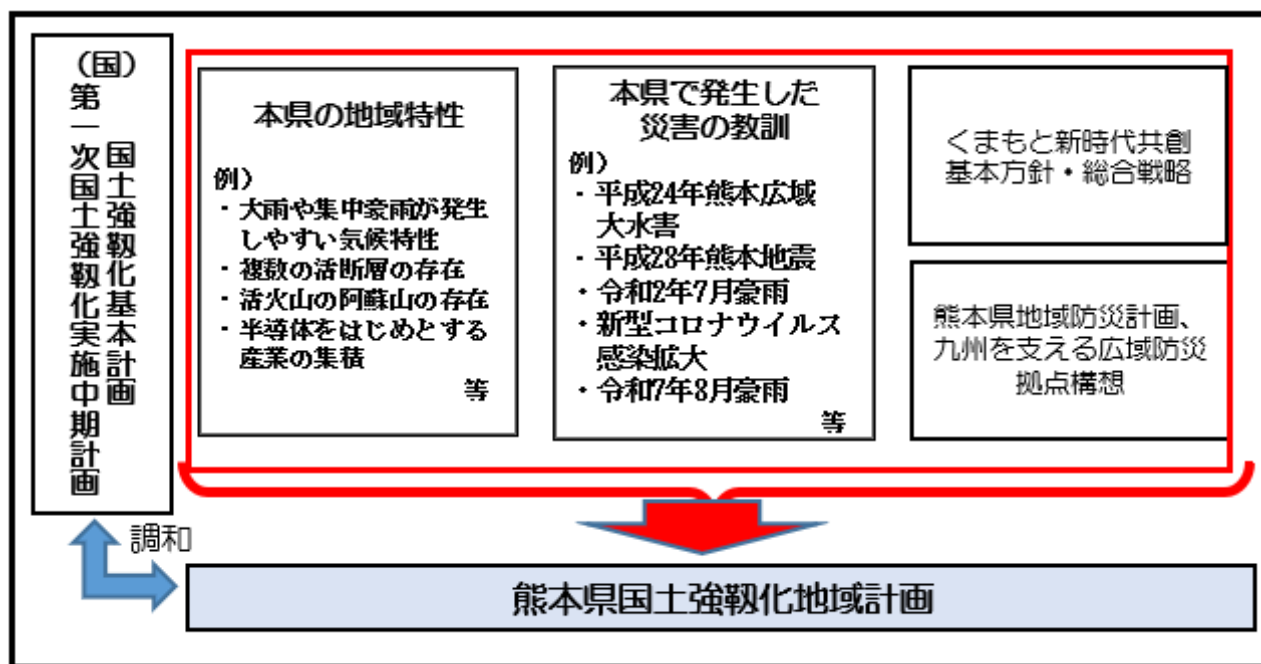 （国）
国土強靱化基本計画
第一次国土強靱化実施中期計画
本県の地域特性
例）
・大雨や集中豪雨が発生
しやすい気候特性
・複数の活断層の存在
・活火山の阿蘇山の存在
・半導体をはじめとする
産業の集積
等
本県で発生した
災害の教訓
例）
・平成24年熊本広域
大水害
・平成28年熊本地震
・令和2年7月豪雨
・新型コロナウイルス
感染拡大
・令和7年8月豪雨
等
くまもと新時代共創
基本方針・総合戦略
熊本県地域防災計画、
九州を支える広域防災
拠点構想
調和
熊本県国土強靱化地域計画